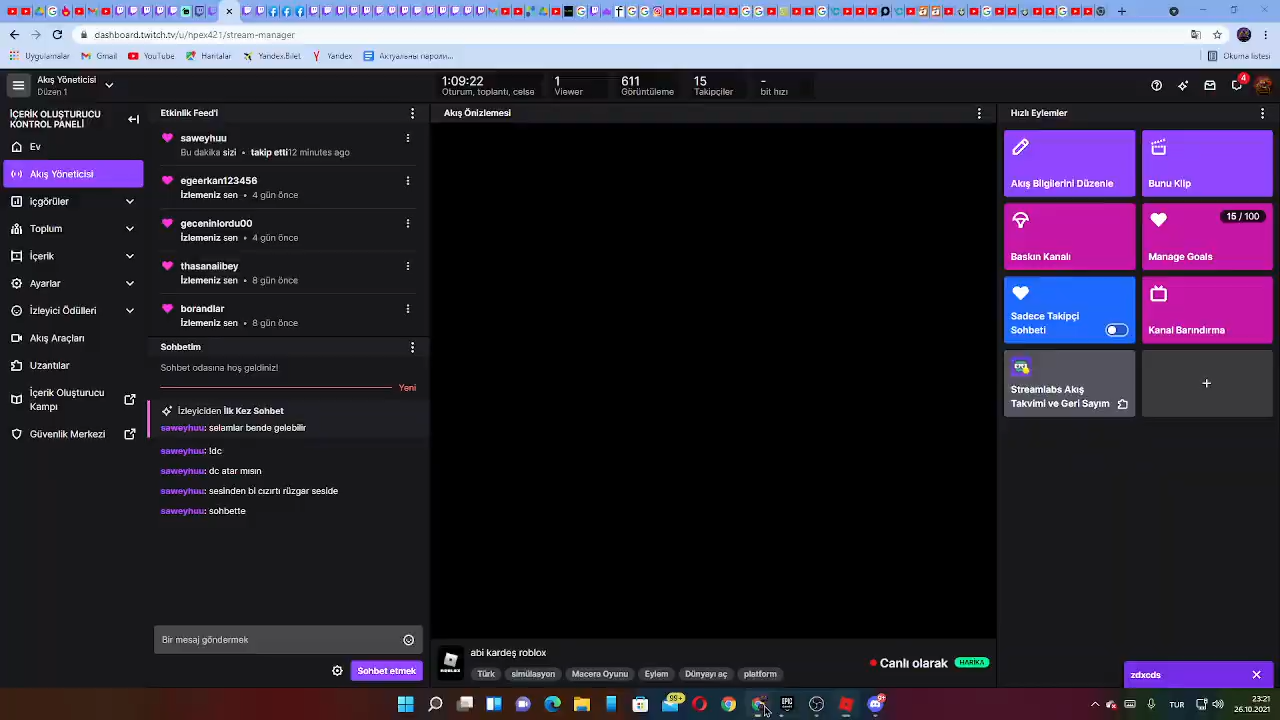 dashboard.twitch.tv/u/hpex421/stream-manager
Uygulamalar
Gmail
YouTube
Haritalar
Yandex.Bilet
Yandex
Актуальны пароли...
Okuma listesi
Akış Yöneticisi
Düzen 1
1:09:22
Oturum, toplantı, celse
1
Viewer
611
Görüntüleme
15
Takipçiler
-
bit hızı
4
İÇERİK OLUŞTURUCU
KONTROL PANELİ
Ev
Akış Yöneticisi
içgörüler
Toplum
İçerik
Ayarlar
İzleyici Ödülleri
Akış Araçları
Uzantılar
İçerik Oluşturucu
Kampı
Güvenlik Merkezi
Etkinlik Feed'i
saweyhuu
Bu dakika sizi • takip etti12 minutes ago
egeerkan123456
İzlemeniz sen • 4 gün önce
geceninlordu00
İzlemeniz sen • 4 gün önce
thasanalibey
İzlemeniz sen • 8 gün önce
borandlar
İzlemeniz sen • 8 gün önce
Sohbetim
Sohbet odasına hoş geldiniz!
Yeni
İzleyiciden İlk Kez Sohbet
saweyhuu: selamlar bende gelebilir
saweyhuu: !dc
saweyhuu: dc atar mısın
saweyhuu: sesinden bi cızırtı rüzgar seside
saweyhuu: sohbette
Bir mesaj göndermek
Sohbet etmek
Akış Önizlemesi
abi kardeş roblox
ROBLOX
Türk
simülasyon
Macera Oyunu
Eylem
Dünyayı aç
platform
Canlı olarak
HARIKA
Hızlı Eylemler
Akış Bilgilerini Düzenle
Bunu Klip
Baskın Kanalı
15 / 100
Manage Goals
Sadece Takipçi
Sohbeti
Kanal Barındırma
Streamlabs Akış
Takvimi ve Geri Sayım
zdxcds
99+
EPIC
TUR
23:21
26.10.2021